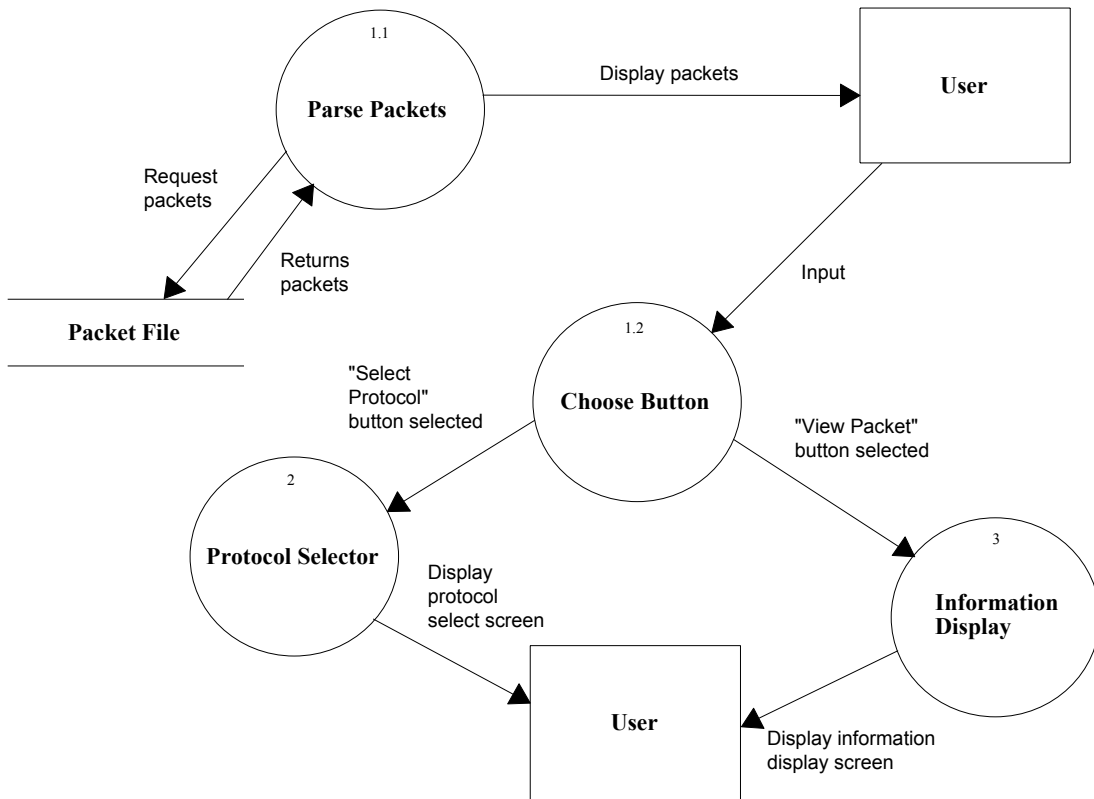 1.1
Parse Packets
Display packets
User
Request
packets
Returns
packets
Input
Packet File
1.2
Choose Button
"Select
Protocol"
button selected
"View Packet"
button selected
2
Protocol Selector
3
Information
Display
Display
protocol
select screen
User
Display information
display screen